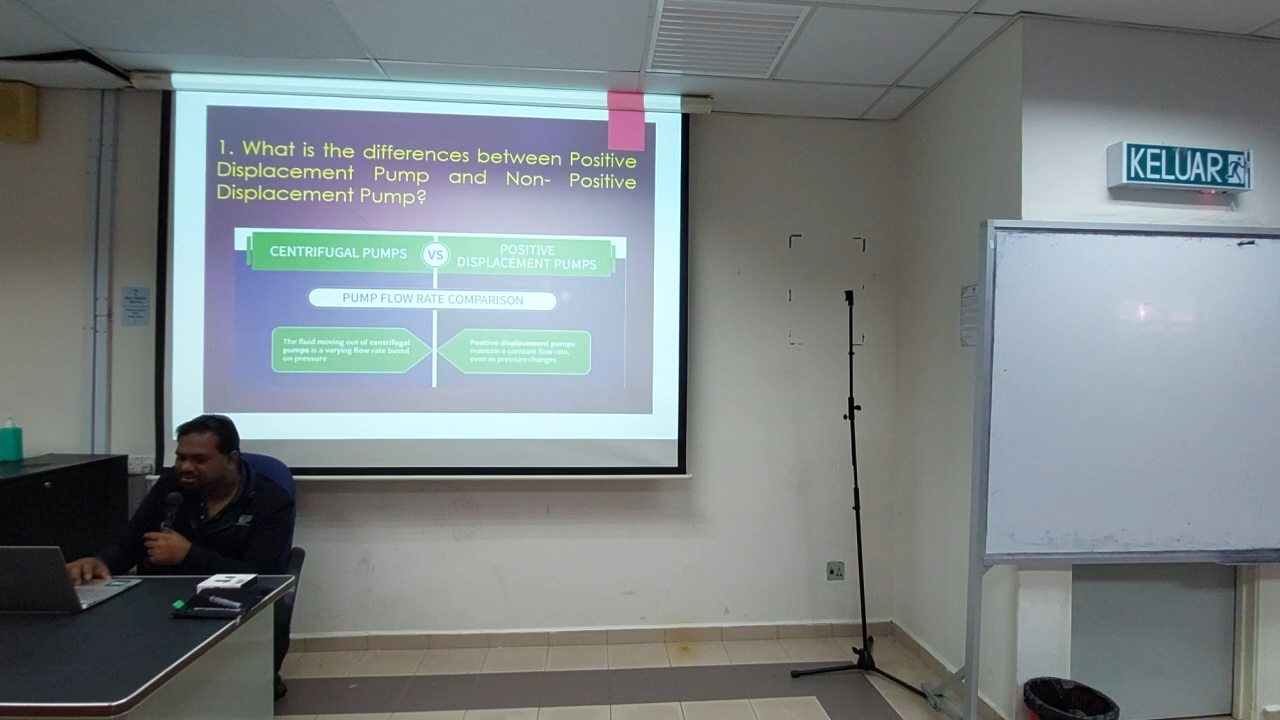 1. What is the differences between Positive
Displacement Pump and Non- Positive
Displacement Pump?
CENTRIFUGAL PUMPS
VS
POSITIVE
DISPLACEMENT PUMPS
PUMP FLOW RATE COMPARISON
The fluid moving out of centrifugal
pumps is a varying flow rate based
on pressure
Positive displacement pumps
maintain a constant flow rate,
even as pressure changes
KELUAR